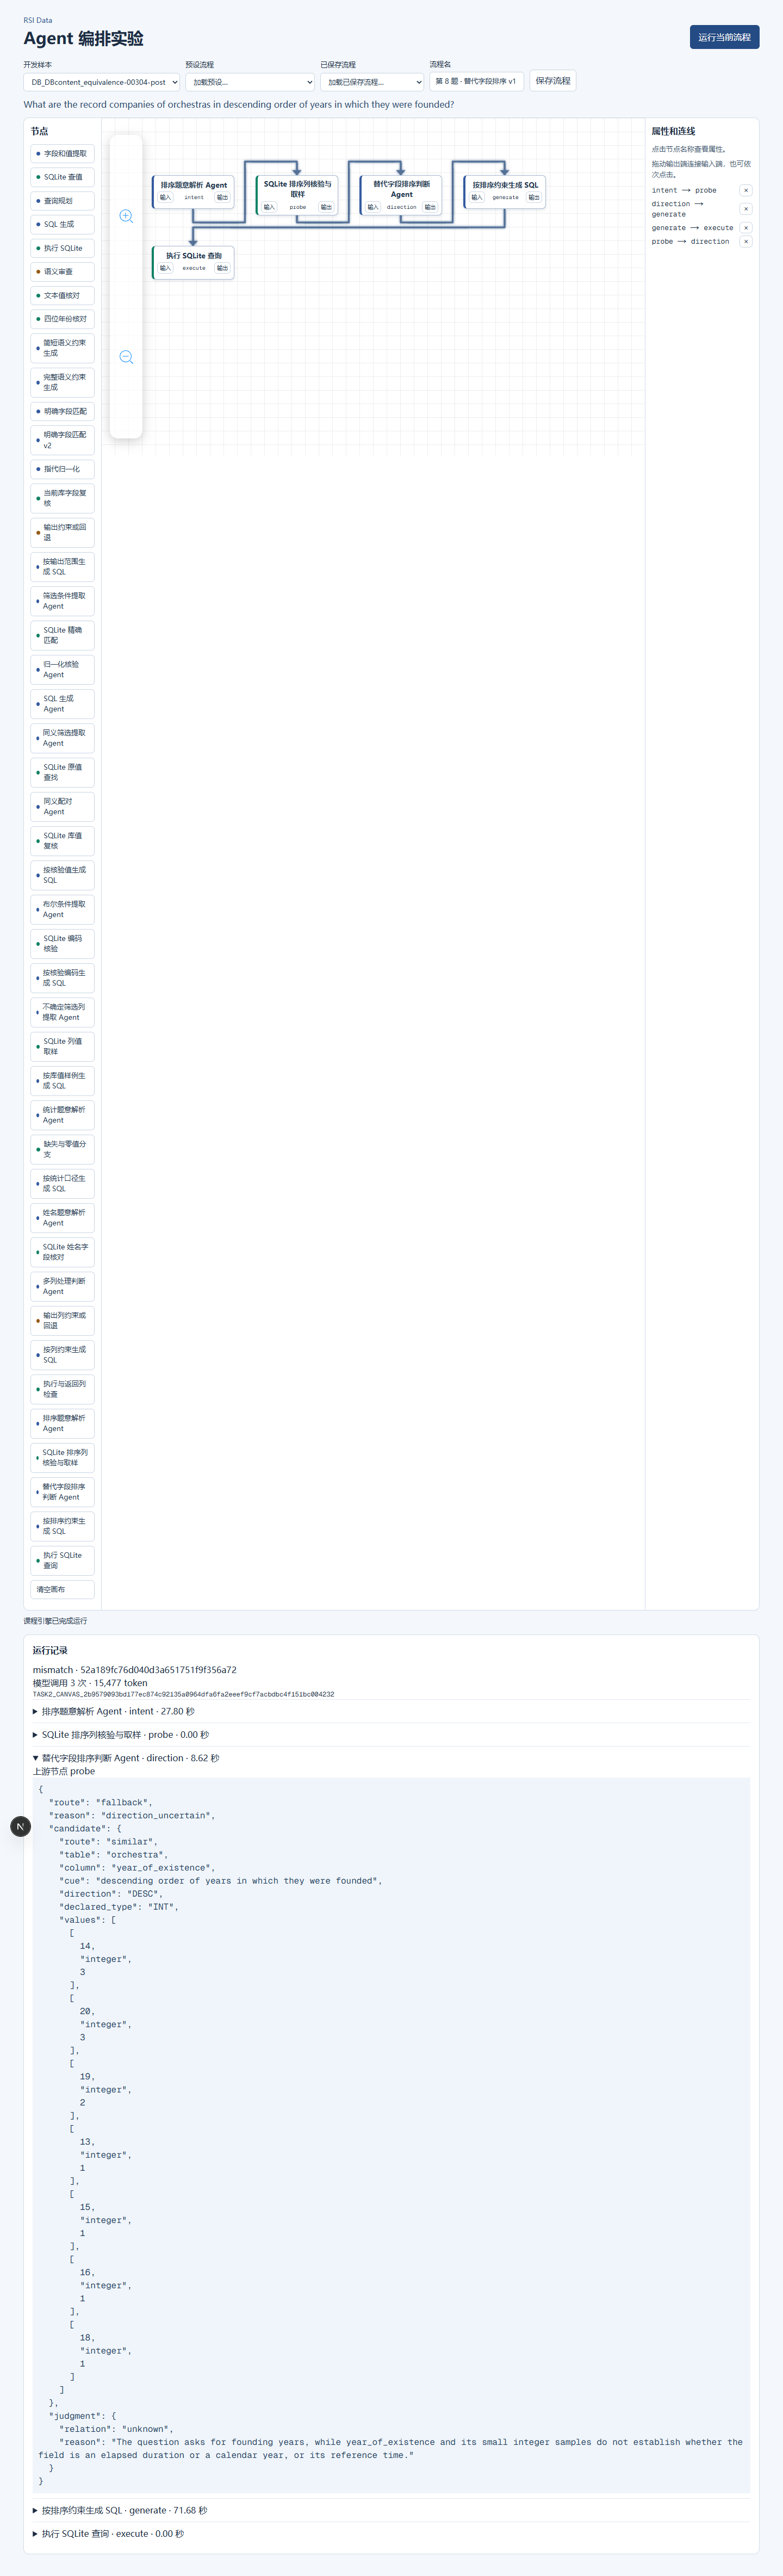 RSI Data
Agent 编排实验
运行当前流程
开发样本
预设流程
已保存流程
流程名
DB_DBcontent_equivalence-00304-post
加载预设...
加载已保存流程...
第 8 题 · 替代字段排序 v1
保存流程
What are the record companies of orchestras in descending order of years in which they were founded?
节点
字段和值提取
SQLite 查值
查询规划
SQL 生成
执行 SQLite
语义审查
文本值核对
四位年份核对
简短语义约束
生成
完整语义约束
生成
明确字段匹配
明确字段匹配
v2
指代归一化
当前库字段复
核
输出约束或回
退
按输出范围生
成 SQL
筛选条件提取
Agent
SQLite 精确
匹配
归一化核验
Agent
SQL 生成
Agent
同义筛选提取
Agent
SQLite 原值
查找
同义配对
Agent
SQLite 库值
复核
按核验值生成
SQL
布尔条件提取
Agent
SQLite 编码
核验
按核验编码生
成 SQL
不确定筛选列
提取 Agent
SQLite 列值
取样
按库值样例生
成 SQL
统计题意解析
Agent
缺失与零值分
支
按统计口径生
成 SQL
姓名题意解析
Agent
SQLite 姓名字
段核对
多列处理判断
Agent
输出列约束或
回退
按列约束生成
SQL
执行与返回列
检查
排序题意解析
Agent
SQLite 排序列
核验与取样
替代字段排序
判断 Agent
按排序约束生
成 SQL
执行 SQLite
查询
清空画布
排序题意解析 Agent
输入 intent 输出
SQLite 排序列核验与
取样
输入 probe 输出
替代字段排序判断
Agent
输入 direction 输出
按排序约束生成 SQL
输入 generate 输出
执行 SQLite 查询
输入 execute 输出
属性和连线
点击节点名称查看属性。
拖动输出端连接输入端，也可依
次点击。
intent → probe ×
direction →
generate ×
generate → execute ×
probe → direction ×
课程引擎已完成运行
运行记录
mismatch · 52a189fc76d040d3a651751f9f356a72
模型调用 3 次 · 15,477 token
TASK2_CANVAS_2b9579093bd177ec874c92135a0964dfa6fa2eeef9cf7acbdbc4f151bc004232
▶ 排序题意解析 Agent · intent · 27.80 秒
▶ SQLite 排序列核验与取样 · probe · 0.00 秒
▼ 替代字段排序判断 Agent · direction · 8.62 秒
上游节点 probe
{
"route": "fallback",
"reason": "direction_uncertain",
"candidate": {
"route": "similar",
"table": "orchestra",
"column": "year_of_existence",
"cue": "descending order of years in which they were founded",
"direction": "DESC",
"declared_type": "INT",
"values": [
[
14,
"integer",
3
],
[
20,
"integer",
3
],
[
19,
"integer",
2
],
[
13,
"integer",
1
],
[
15,
"integer",
1
],
[
16,
"integer",
1
],
[
18,
"integer",
1
]
]
},
"judgment": {
"relation": "unknown",
"reason": "The question asks for founding years, while year_of_existence and its small integer samples do not establish whether the
field is an elapsed duration or a calendar year, or its reference time."
}
}
N
▶ 按排序约束生成 SQL · generate · 71.68 秒
▶ 执行 SQLite 查询 · execute · 0.00 秒